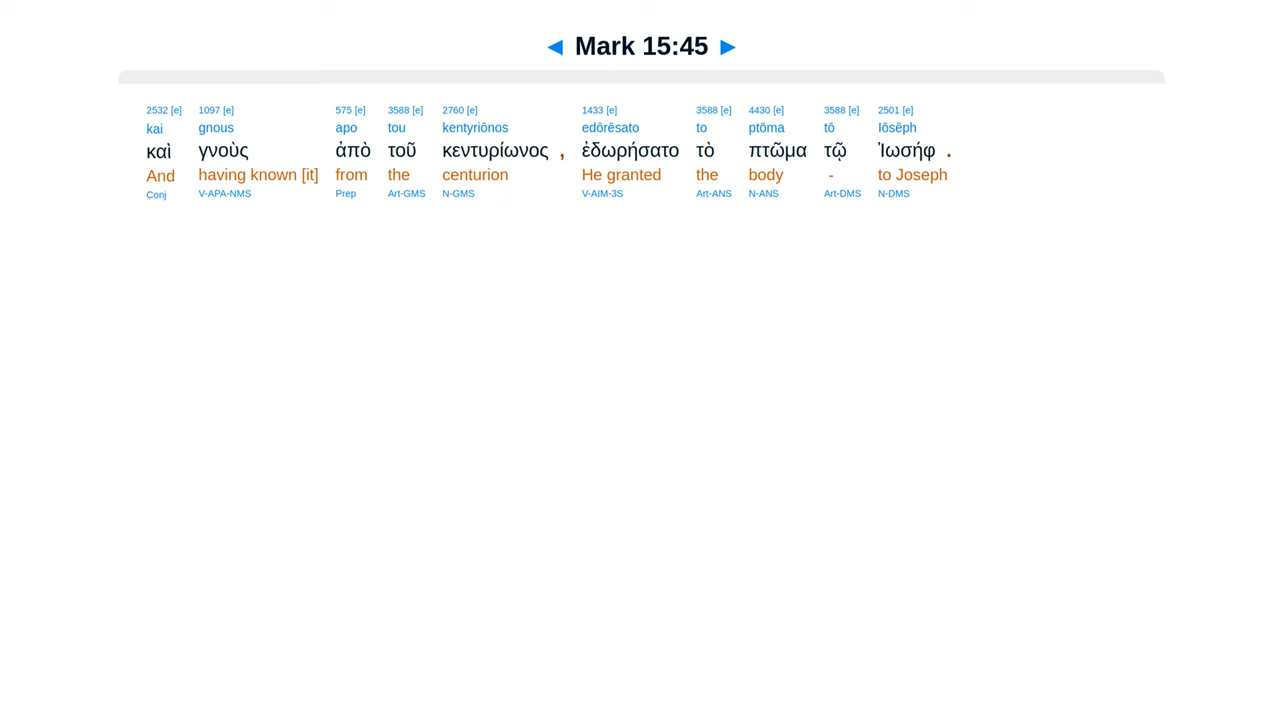 ◄ Mark 15:45 ►
2532 [e] 1097 [e] 575 [e] 3588 [e] 2760 [e] 1433 [e] 3588 [e] 4430 [e] 3588 [e] 2501 [e]
kai gnous apo tou kentyriōnos edōrēsato to ptōma tō Iōsēph
καὶ γνοὺς ἀπὸ τοῦ κεντυρίωνος , ἐδωρήσατο τὸ πτῶμα τῷ Ἰωσήφ .
And having known [it] from the centurion He granted the body - to Joseph
Conj V-APA-NMS Prep Art-GMS N-GMS V-AIM-3S Art-ANS N-ANS Art-DMS N-DMS